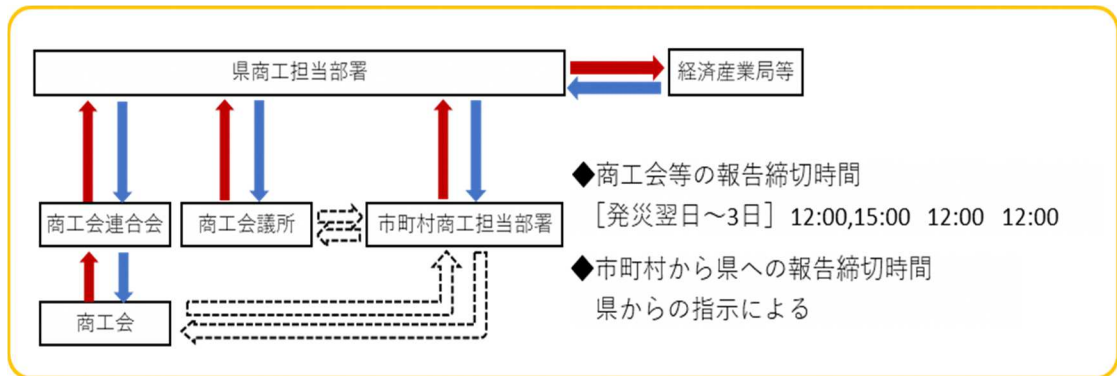 県商工担当部署
経済産業局等
商工会連合会
商工会議所
市町村商工担当部署
商工会
◆商工会等の報告締切時間
［発災翌日～3日］ 12:00,15:00 12:00 12:00
◆市町村から県への報告締切時間
県からの指示による